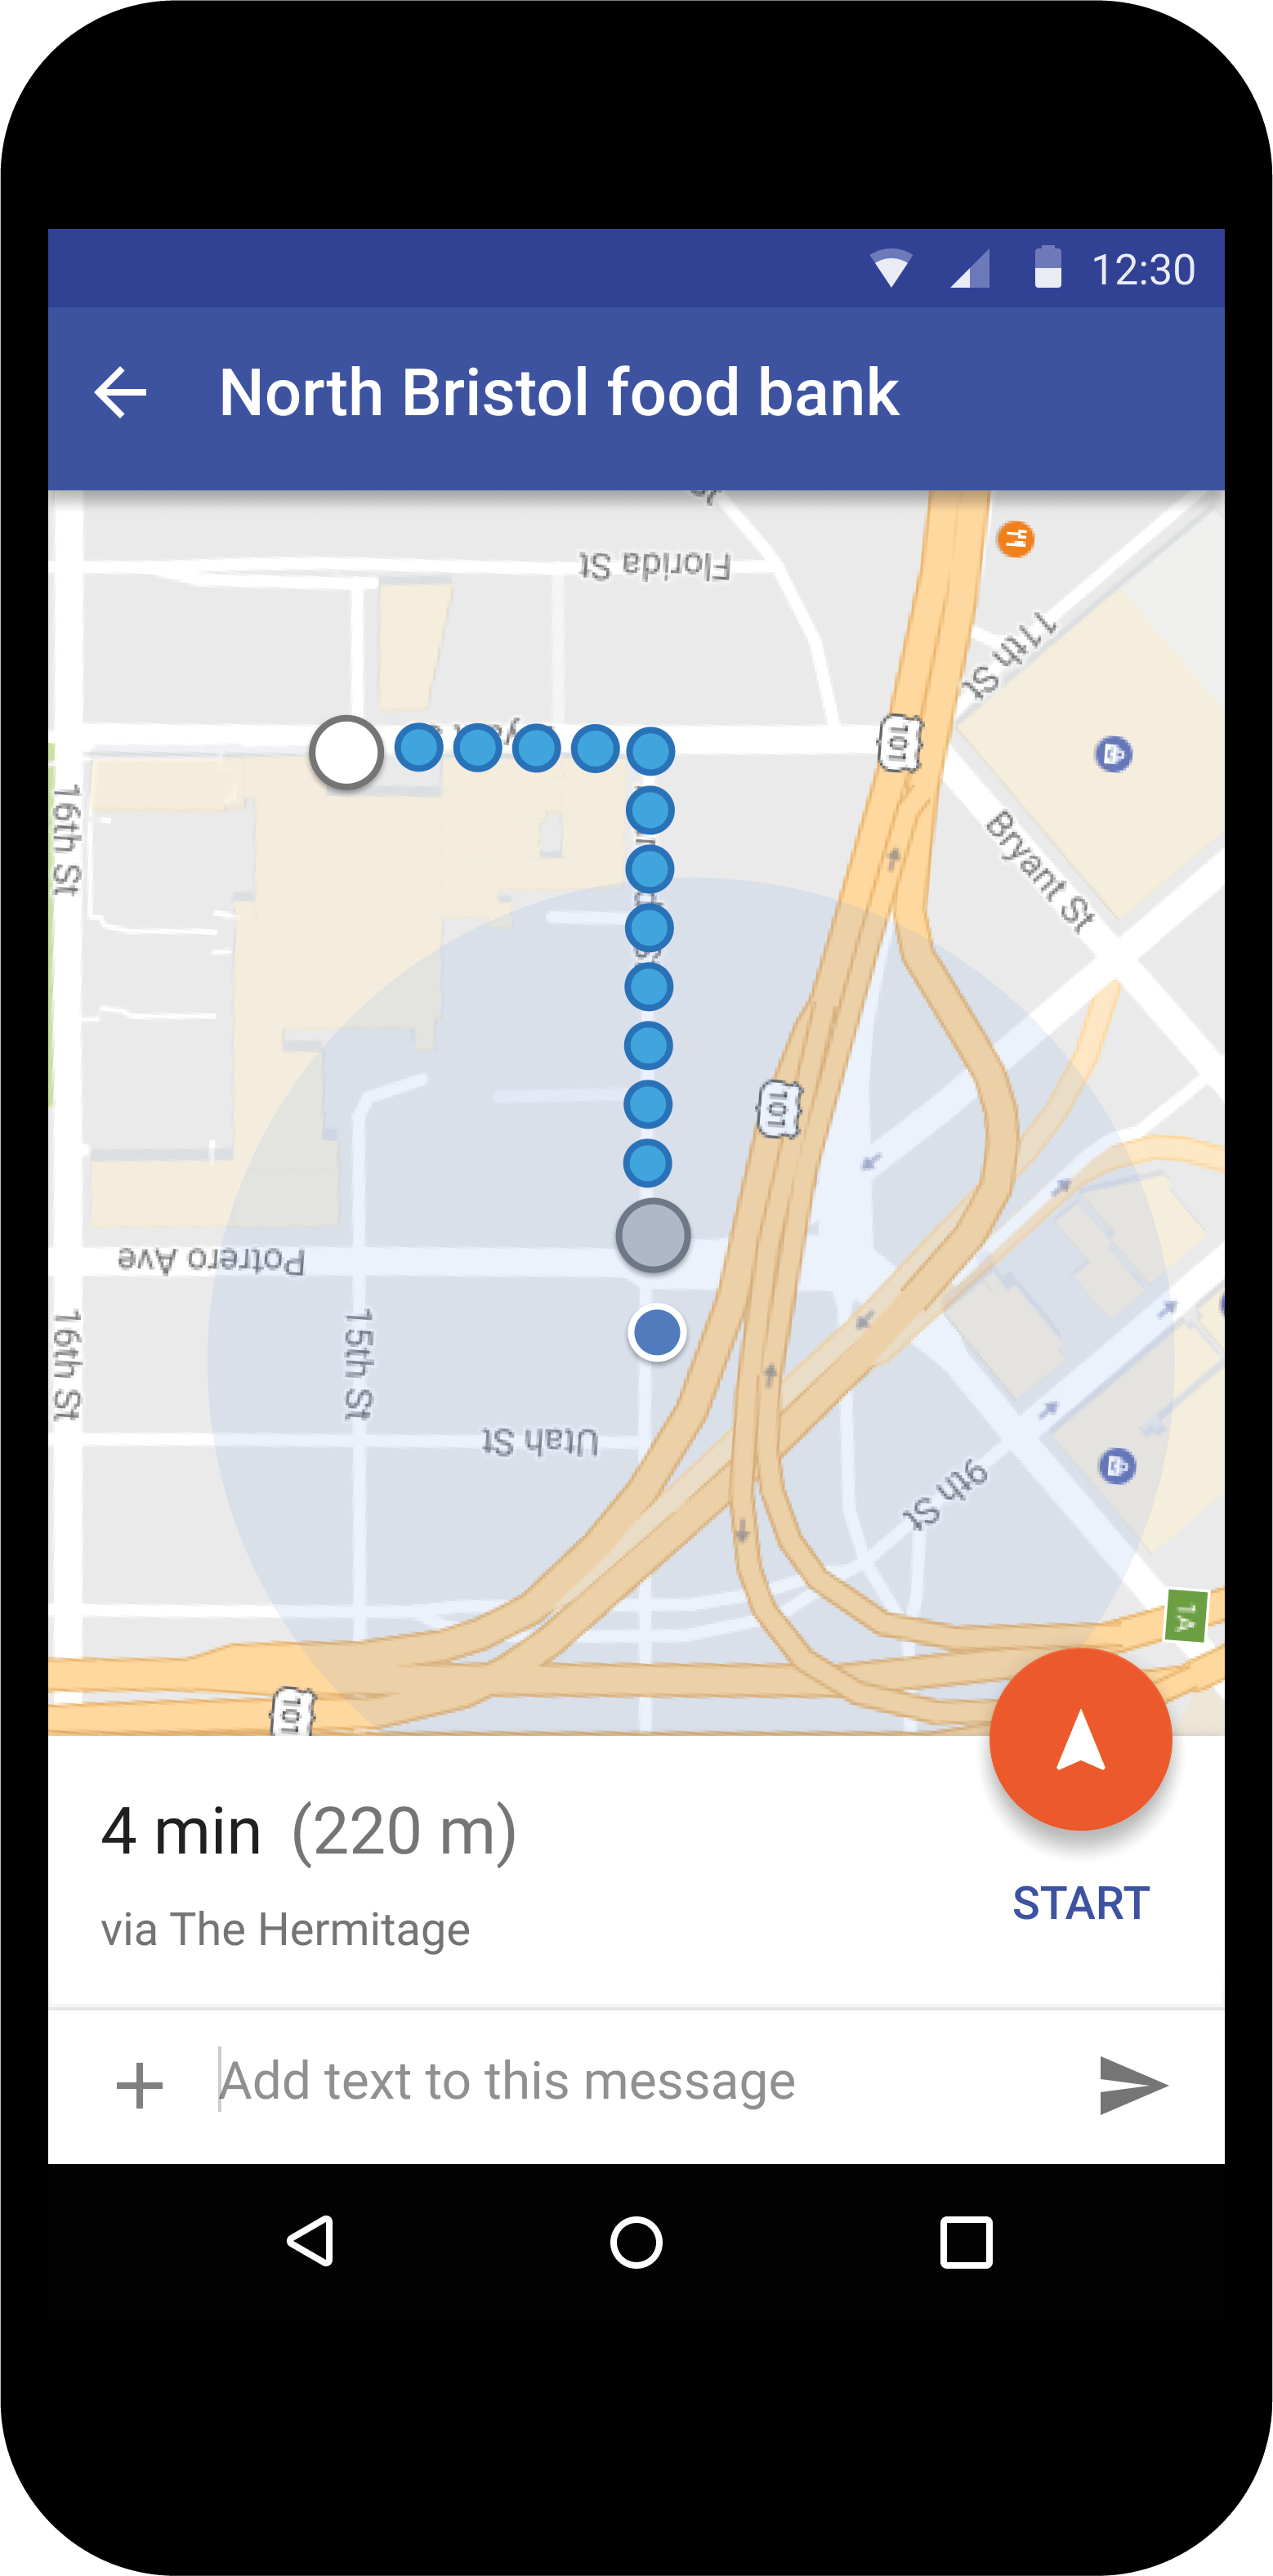 12:30
North Bristol food bank
Florida St
11th St
101
16th St
Bryant St
101
Potrero Ave
16th St
15th St
Utah St
9th St
1A
101
4 min (220 m)
via The Hermitage
START
Add text to this message